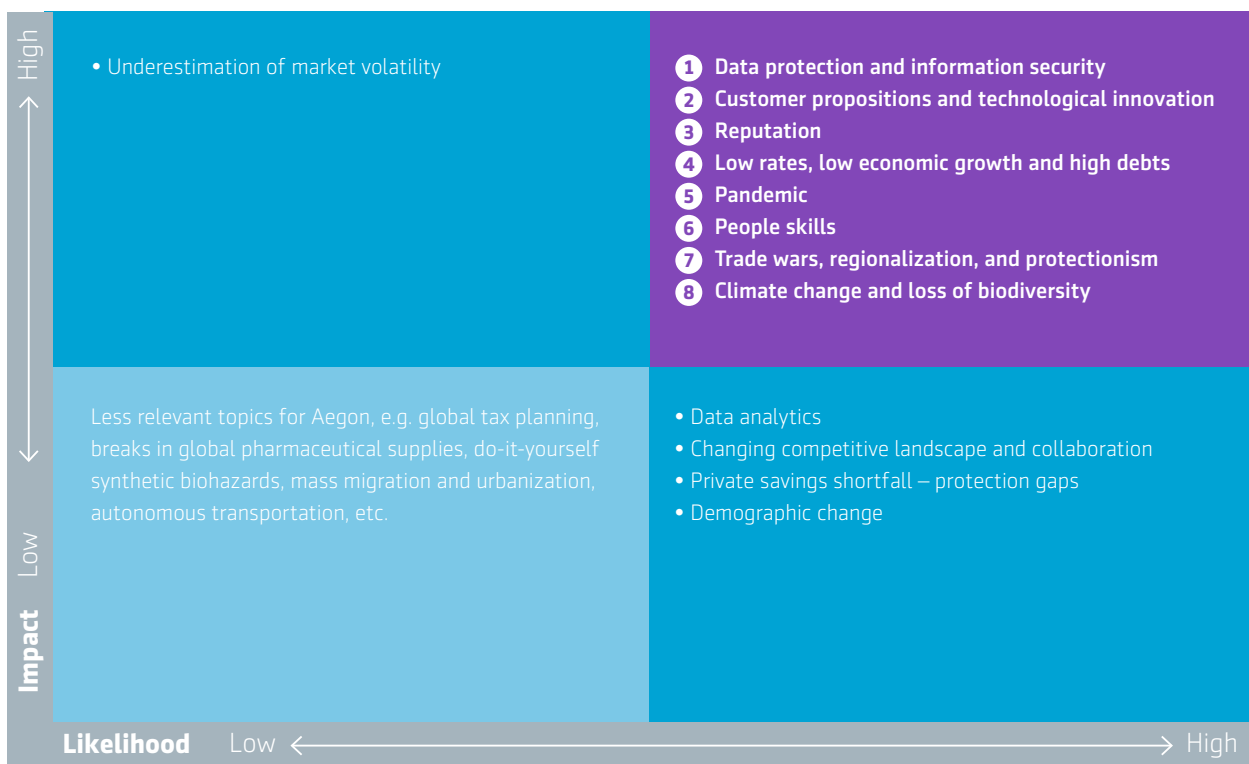 High
• Underestimation of market volatility
1 Data protection and information security
2 Customer propositions and technological innovation
3 Reputation
4 Low rates, low economic growth and high debts
5 Pandemic
6 People skills
7 Trade wars, regionalization, and protectionism
8 Climate change and loss of biodiversity
Less relevant topics for Aegon, e.g. global tax planning,
breaks in global pharmaceutical supplies, do-it-yourself
synthetic biohazards, mass migration and urbanization,
autonomous transportation, etc.
• Data analytics
• Changing competitive landscape and collaboration
• Private savings shortfall – protection gaps
• Demographic change
Low
Impact
Likelihood Low High